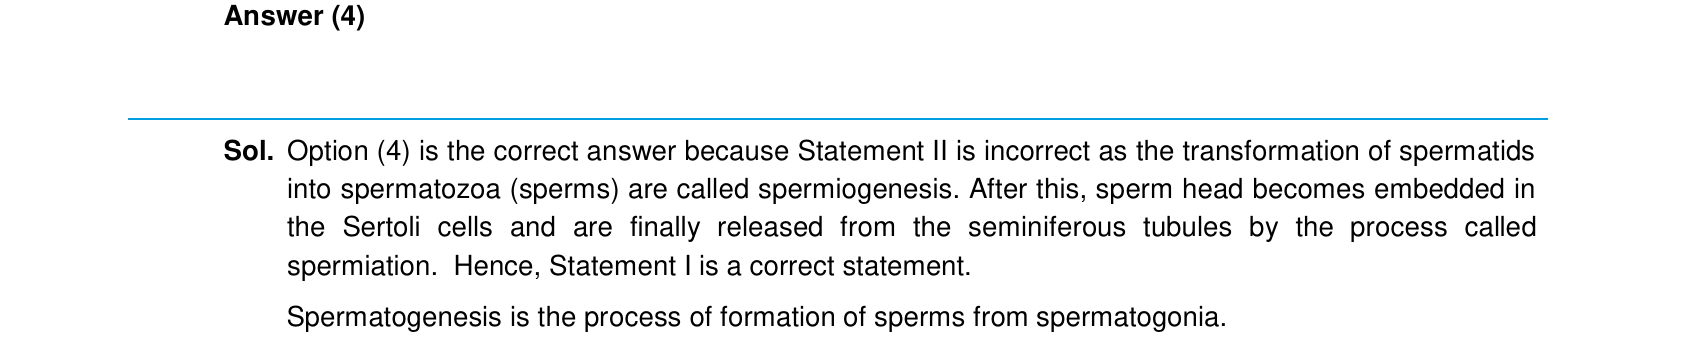 Answer (4)
Sol. Option (4) is the correct answer because Statement II is incorrect as the transformation of spermatids
into spermatozoa (sperms) are called spermiogenesis. After this, sperm head becomes embedded in
the Sertoli cells and are finally released from the seminiferous tubules by the process called
spermiation. Hence, Statement I is a correct statement.
Spermatogenesis is the process of formation of sperms from spermatogonia.